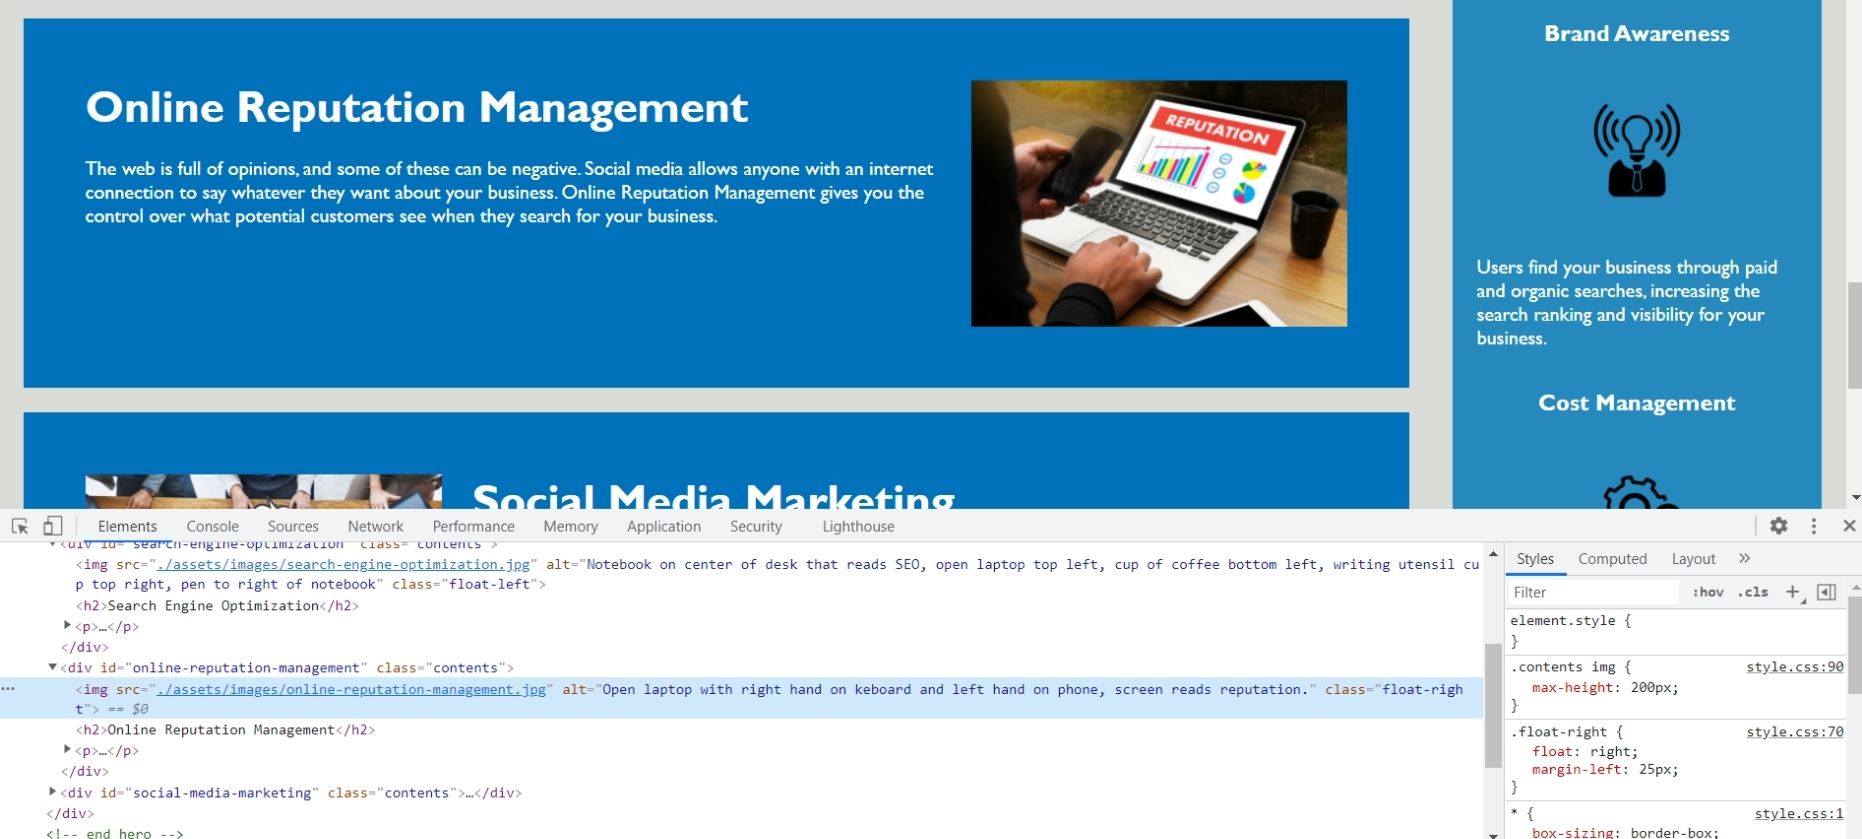 Brand Awareness
Online Reputation Management
REPUTATION
The web is full of opinions, and some of these can be negative. Social media allows anyone with an internet
connection to say whatever they want about your business. Online Reputation Management gives you the
control over what potential customers see when they search for your business.
Users find your business through paid
and organic searches, increasing the
search ranking and visibility for your
business.
Cost Management
Social Media Marketing
Elements Console Sources Network Performance Memory Application Security Lighthouse
<div id="search-engine-optimization" class="contents">
<img src="./assets/images/search-engine-optimization.jpg" alt="Notebook on center of desk that reads SEO, open laptop top left, cup of coffee bottom left, writing utensil cu
p top right, pen to right of notebook" class="float-left">
<h2>Search Engine Optimization</h2>
<p>…</p>
</div>
<div id="online-reputation-management" class="contents">
<img src="./assets/images/online-reputation-management.jpg" alt="Open laptop with right hand on keboard and left hand on phone, screen reads reputation." class="float-righ
t"> == $0
<h2>Online Reputation Management</h2>
<p>…</p>
</div>
<div id="social-media-marketing" class="contents">…</div>
</div>
<!-- end hero -->
Styles Computed Layout »
Filter :hov .cls +
element.style {
}
.contents img { style.css:90
max-height: 200px;
}
.float-right { style.css:70
float: right;
margin-left: 25px;
}
* { style.css:1
box-sizing: border-box;